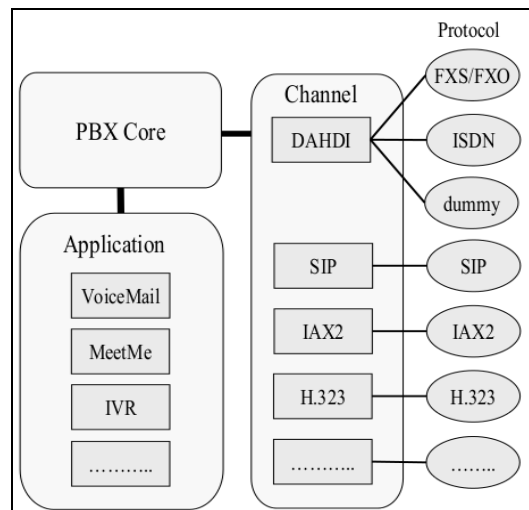 Protocol
FXS/FXO
PBX Core
Channel
DAHDI
ISDN
dummy
Application
VoiceMail
MeetMe
IVR
………..
SIP
SIP
IAX2
IAX2
H.323
H.323
………..
……..